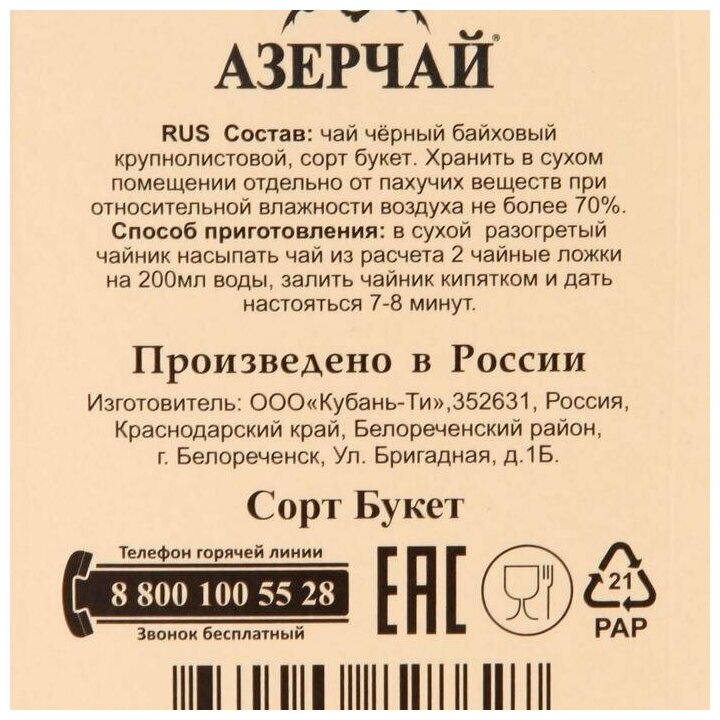 АЗЕРЧАЙ®
RUS Состав: чай чёрный байховый
крупнолистовой, сорт букет. Хранить в сухом
помещении отдельно от пахучих веществ при
относительной влажности воздуха не более 70%.
Способ приготовления: в сухой разогретый
чайник насыпать чай из расчета 2 чайные ложки
на 200мл воды, залить чайник кипятком и дать
настояться 7-8 минут.
Произведено в России
Изготовитель: ООО«Кубань-Ти»,352631, Россия,
Краснодарский край, Белореченский район,
г. Белореченск, Ул. Бригадная, д.1Б.
Сорт Букет
Телефон горячей линии
8 800 100 55 28
Звонок бесплатный
EAC
21
PAP